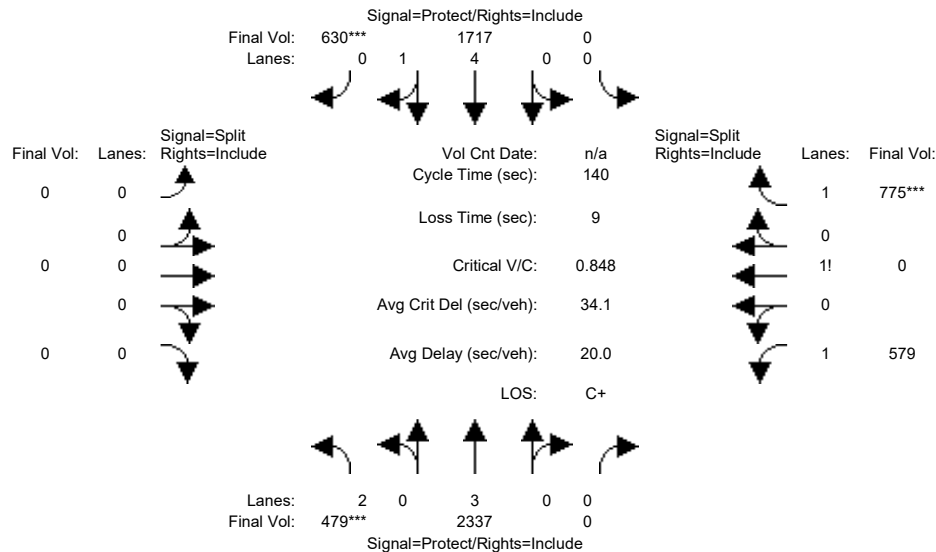 Signal=Protect/Rights=Include
Final Vol: 630*** 1717 0
Lanes: 0 1 4 0 0
Signal=Split
Final Vol: Lanes: Rights=Include
Vol Cnt Date: n/a
Signal=Split
Rights=Include Lanes: Final Vol:
Cycle Time (sec): 140
0 0
1 775***
Loss Time (sec): 9
0
0
0 0
Critical V/C: 0.848
1! 0
0
Avg Crit Del (sec/veh): 34.1
0
0 0
Avg Delay (sec/veh): 20.0
1 579
LOS: C+
Lanes: 2 0 3 0 0
Final Vol: 479*** 2337 0
Signal=Protect/Rights=Include